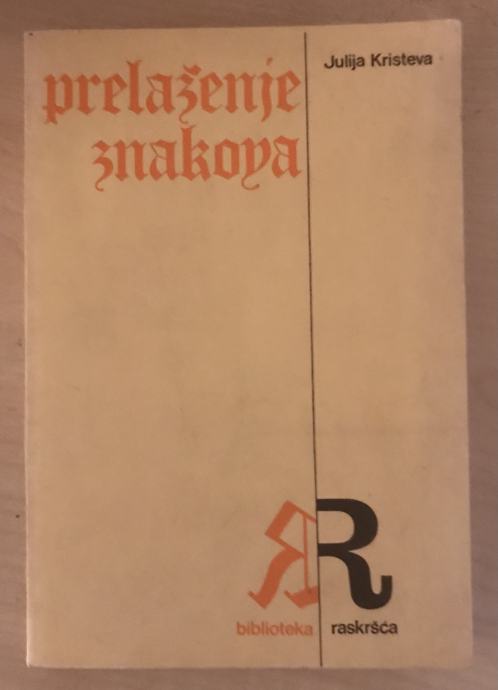 Julija Kristeva
prelaženje
znakova
R R
biblioteka raskršća